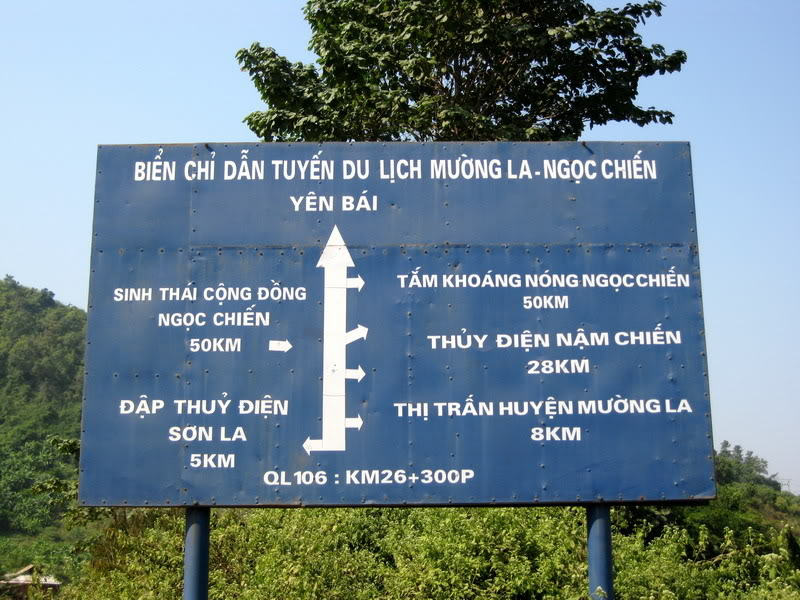 BIỂN CHỈ DẪN TUYẾN DU LỊCH MƯỜNG LA-NGỌC CHIẾN
YÊN BÁI
SINH THÁI CỘNG ĐỒNG
NGỌC CHIẾN
50KM
TẮM KHOÁNG NÓNG NGỌC CHIẾN
50KM
THỦY ĐIỆN NẬM CHIẾN
28KM
ĐẬP THUỶ ĐIỆN
SƠN LA
5KM
THỊ TRẤN HUYỆN MƯỜNG LA
8KM
QL106 : KM26+300P